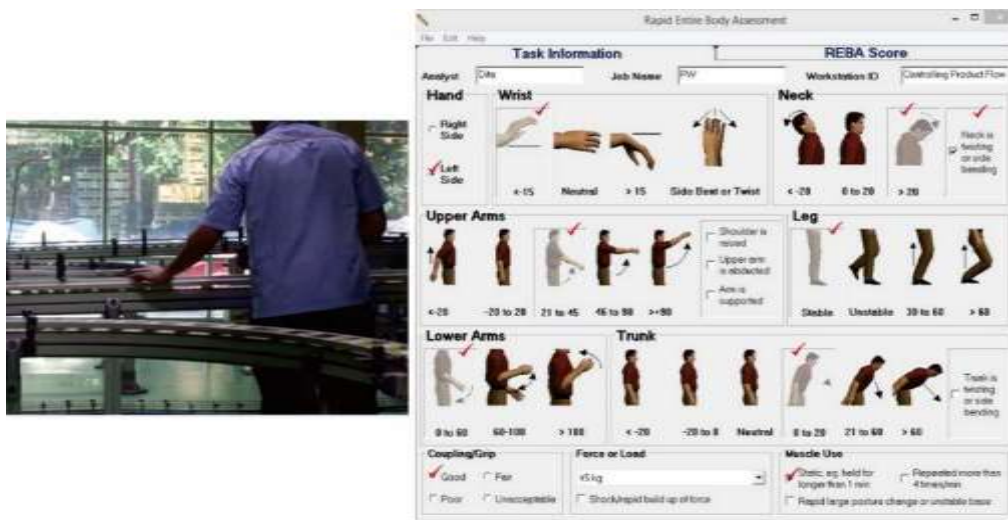 Rapid Entire Body Assessment
File Edit Help
Task Information REBA Score
Analyst Dita Job Name PW Workstation ID Controlling Product Flow
Hand Wrist Neck
Right Side
Left Side
Neck is twisting or side bending
<-15 Neutral > 15 Side Bent or Twist <-20 0 to 20 > 20
Upper Arms Leg
Shoulder is raised
Upper arm is abducted
Arm is supported
<-20 -20 to 20 21 to 45 46 to 90 >+90 Stable Unstable 30 to 60 > 60
Lower Arms Trunk
Trunk is twisting or side bending
0 to 60 60-100 > 100 < -20 -20 to 0 Neutral 0 to 20 21 to 60 > 60
Coupling/Grip Force or Load Muscle Use
Good Fair <5 kg Static, eg. held for longer than 1 min Repeated more than 4 times/min
Poor Unacceptable Shock/rapid build up of force Rapid large posture change or unstable base